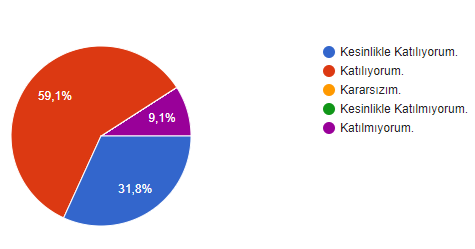 59,1%
9,1%
31,8%
Kesinlikle Katılıyorum.
Katılıyorum.
Kararsızım.
Kesinlikle Katılmıyorum.
Katılmıyorum.